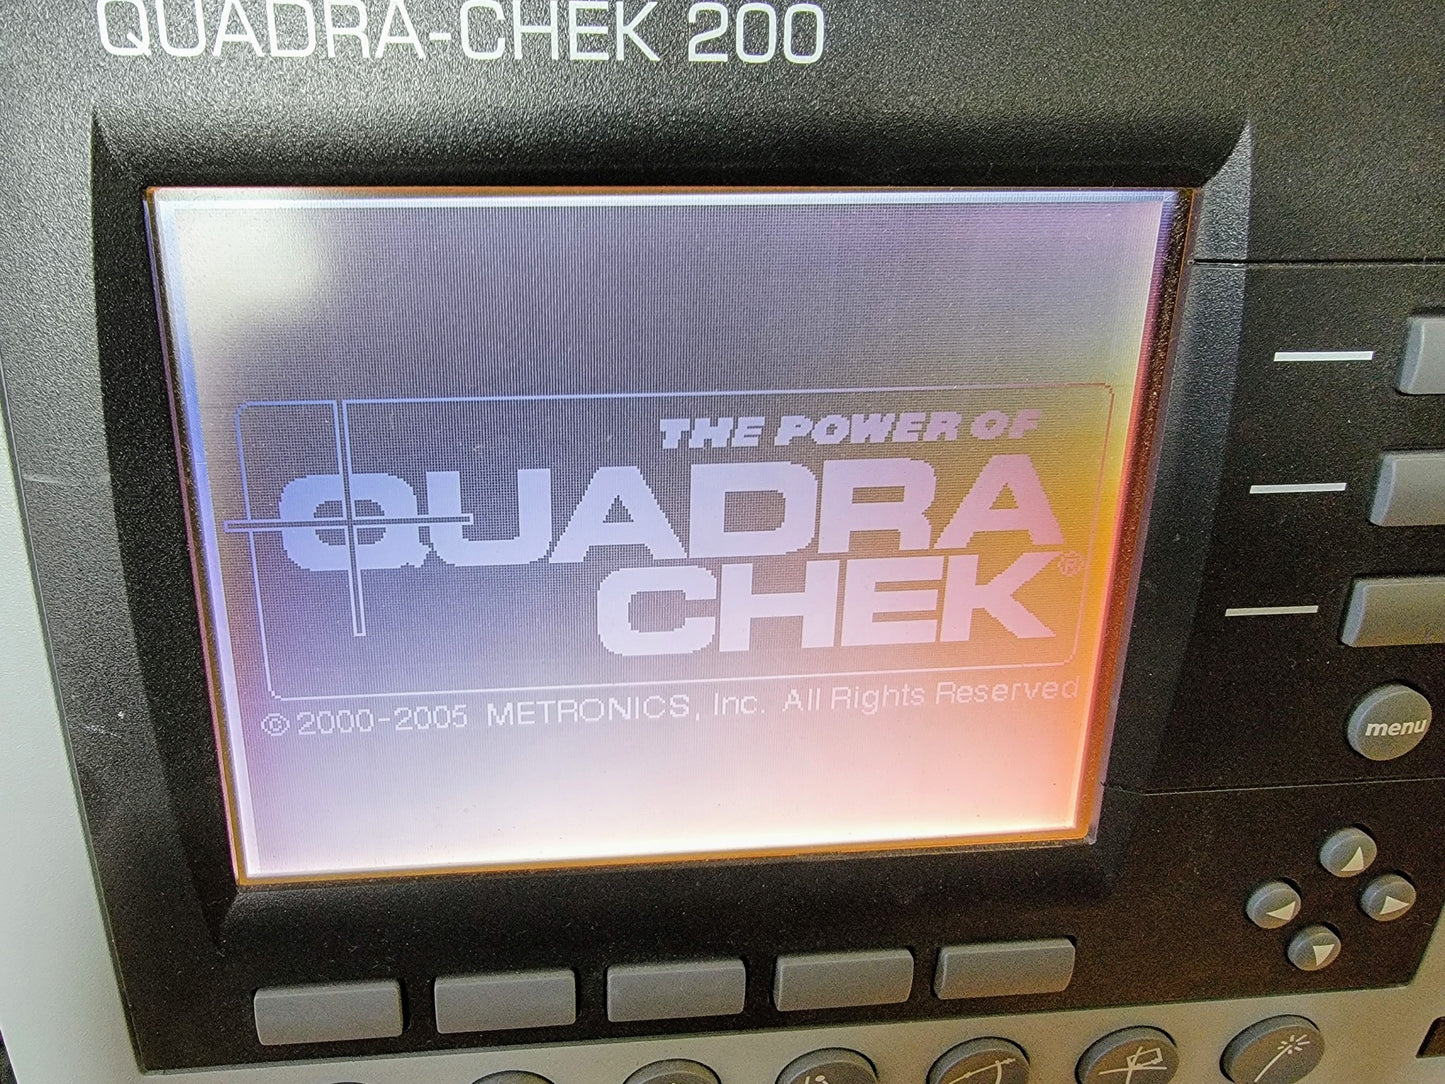 QUADRA-CHEK 200
THE POWER OF
QUADRA
CHEK®
© 2000-2005 METRONICS, Inc. All Rights Reserved
menu